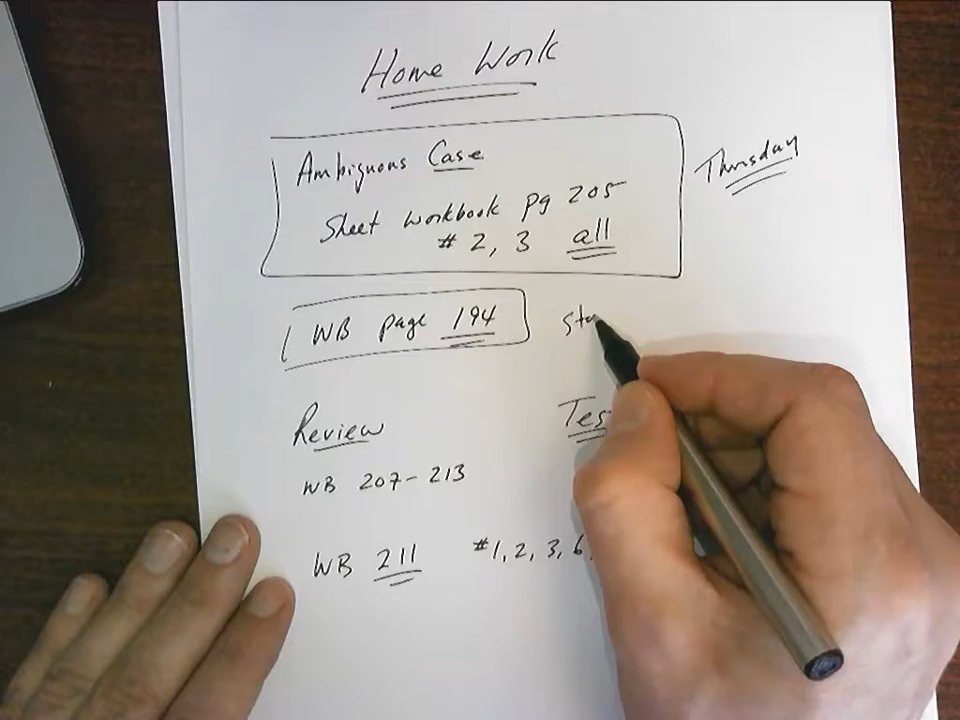 Home Work
Ambiguous Case
Thursday
Sheet Workbook pg 205
# 2, 3 all
WB page 194
Review
WB 207-213
WB 211 #1, 2, 3, 6,